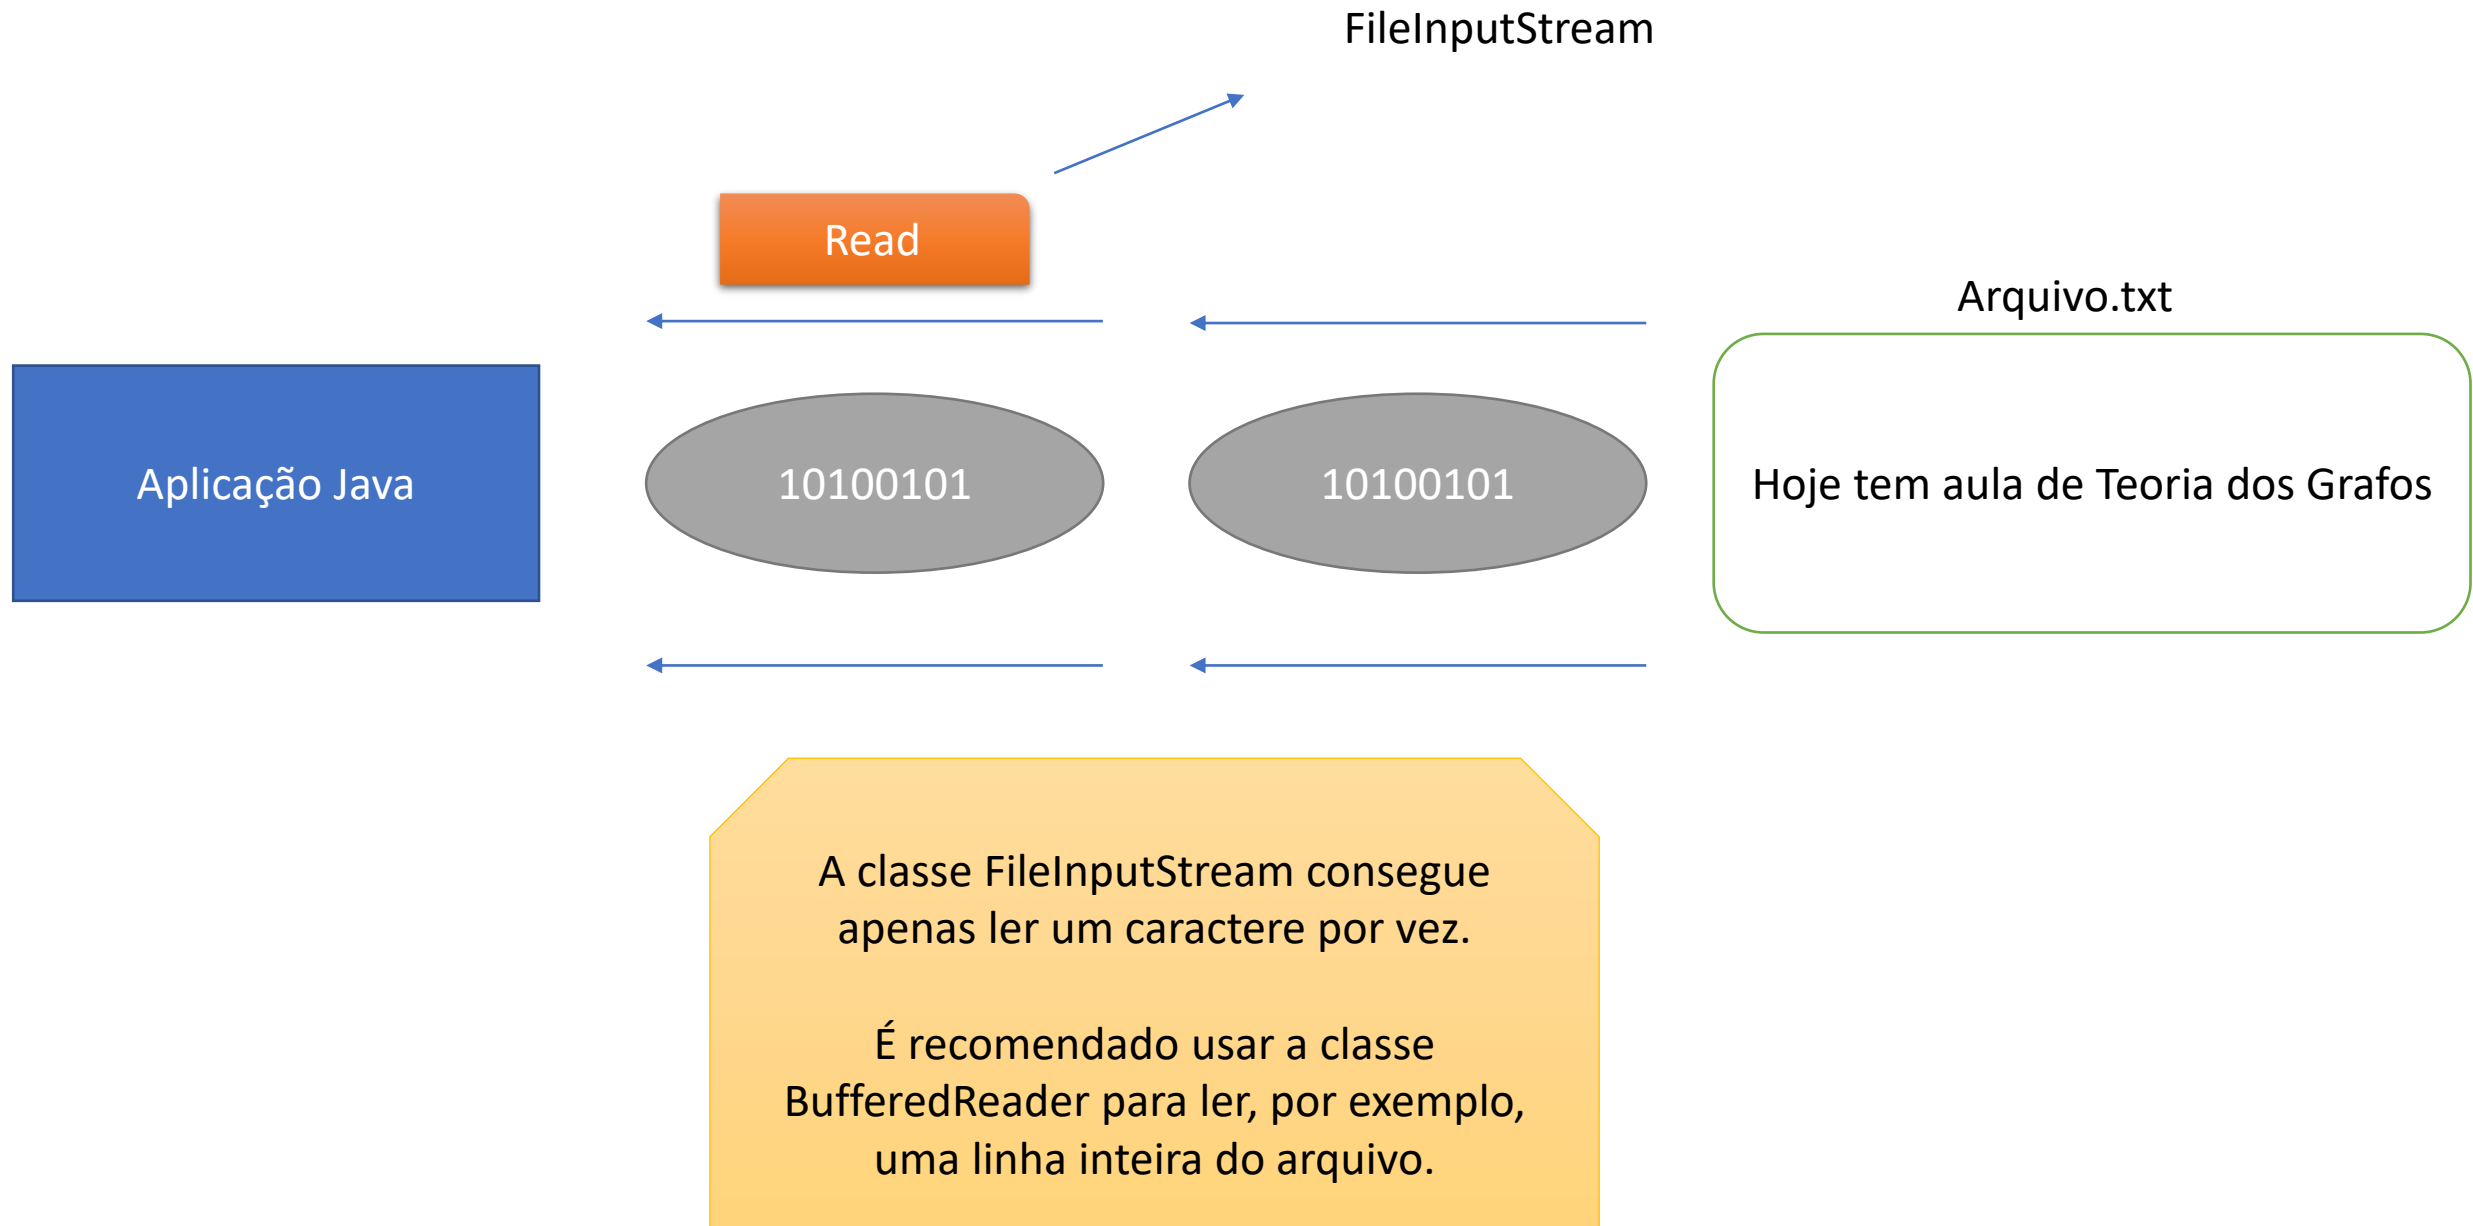 FileInputStream
Read
Arquivo.txt
Aplicação Java
10100101
10100101
Hoje tem aula de Teoria dos Grafos
A classe FileInputStream consegue
apenas ler um caractere por vez.
É recomendado usar a classe
BufferedReader para ler, por exemplo,
uma linha inteira do arquivo.